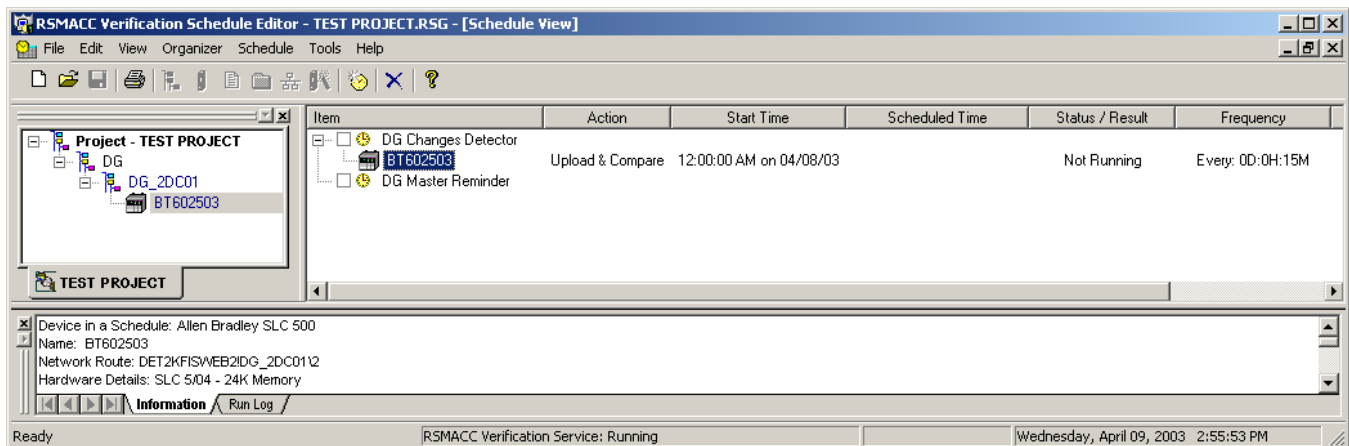 RSMACC Verification Schedule Editor - TEST PROJECT.RSG - [Schedule View]
File Edit View Organizer Schedule Tools Help
Project - TEST PROJECT
DG
DG_2DC01
BT602503
TEST PROJECT
Item Action Start Time Scheduled Time Status / Result Frequency
DG Changes Detector
BT602503 Upload & Compare 12:00:00 AM on 04/08/03 Not Running Every: 0D:0H:15M
DG Master Reminder
Device in a Schedule: Allen Bradley SLC 500
Name: BT602503
Network Route: DET2KFISWEB2!DG_2DC01\2
Hardware Details: SLC 5/04 - 24K Memory
Information Run Log
Ready RSMACC Verification Service: Running Wednesday, April 09, 2003 2:55:53 PM